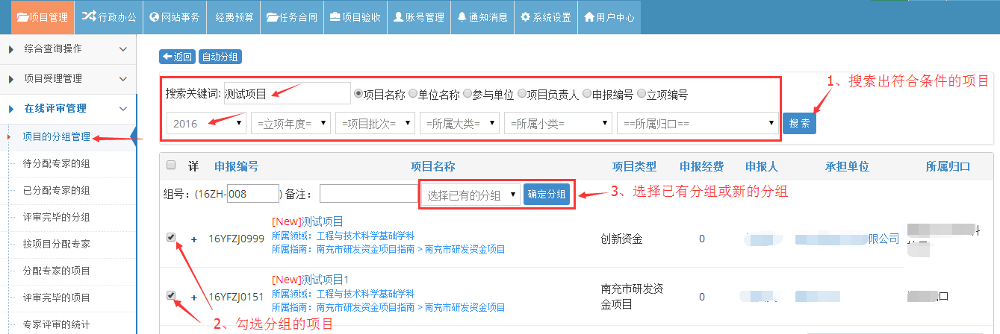 项目管理 行政办公 网站事务 经费预算 任务合同 项目验收 账号管理 通知消息 系统设置 用户中心
综合查询操作
项目受理管理
在线评审管理
项目的分组管理
待分配专家的组
已分配专家的组
评审完毕的分组
按项目分配专家
分配专家的项目
评审完毕的项目
专家评审的统计
返回 自动分组
1、搜索出符合条件的项目
搜索关键词: 测试项目 项目名称 单位名称 参与单位 项目负责人 申报编号 立项编号
2016 =立项年度= =项目批次= =所属大类= =所属小类= ==所属归口== 搜 索
详 申报编号 项目名称 项目类型 申报经费 申报人 承担单位 所属归口
组号：(16ZH-008) 备注： 选择已有的分组 确定分组
3、选择已有分组或新的分组
+ 16YFZJ0999 [New]测试项目 创新资金 0 限公司
所属领域：工程与技术科学基础学科
所属指南：南充市研发资金项目指南 > 南充市研发资金项目
+ 16YFZJ0151 [New]测试项目1 南充市研发资金项目 0 口
所属领域：工程与技术科学基础学科
所属指南：南充市研发资金项目指南 > 南充市研发资金项目
2、勾选分组的项目